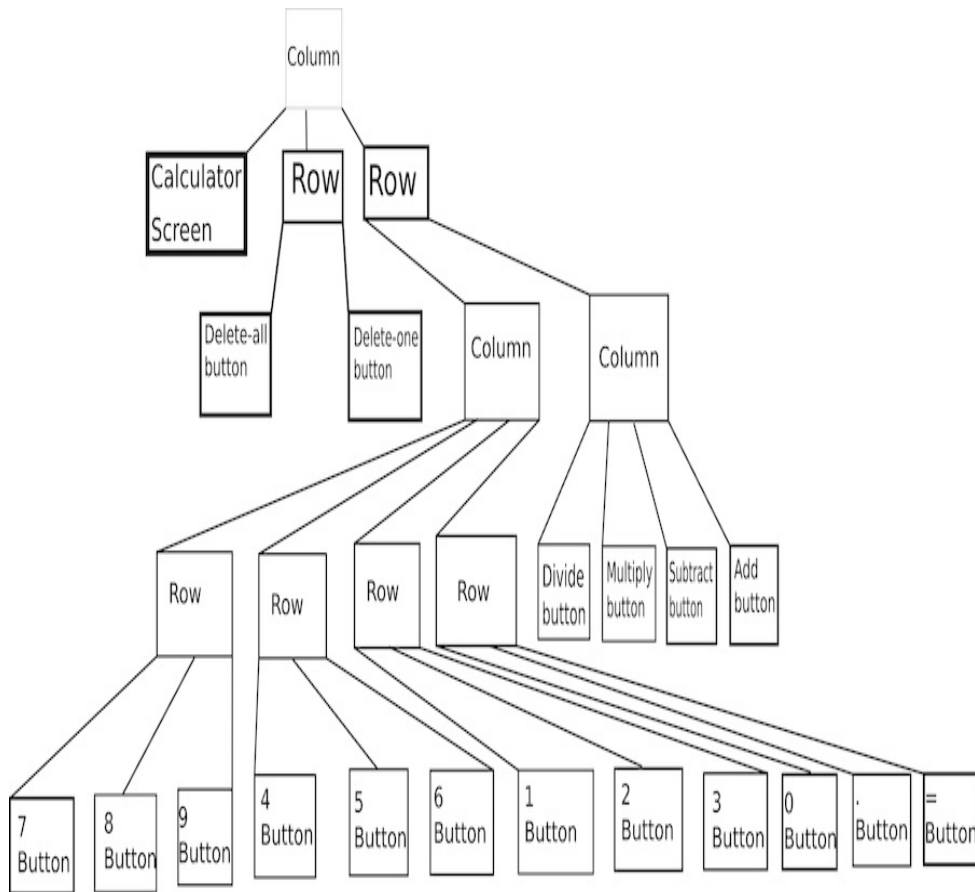 Column
Calculator
Screen
Row
Row
Delete-all
button
Delete-one
button
Column
Column
Row
Row
Row
Row
Divide
button
Multiply
button
Subtract
button
Add
button
7
Button
8
Button
9
Button
4
Button
5
Button
6
Button
1
Button
2
Button
3
Button
0
Button
.
Button
=
Button